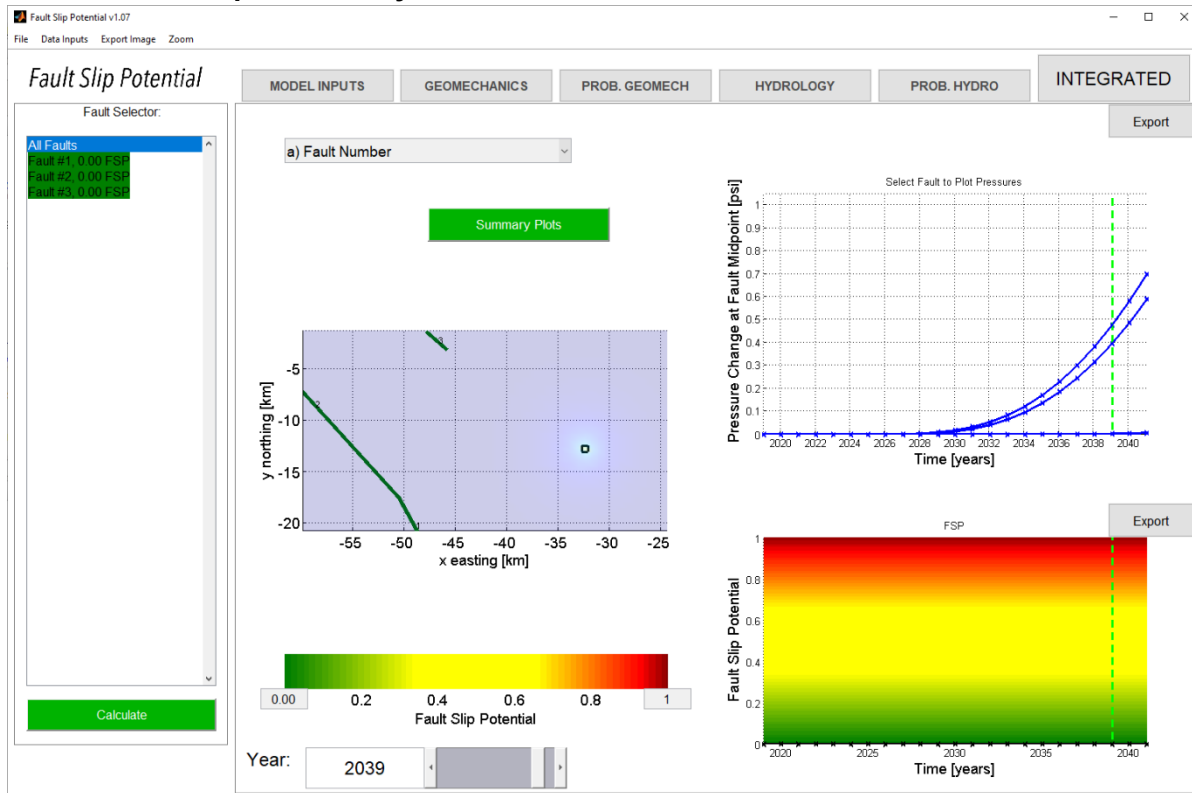 Fault Slip Potential v1.07
File Data Inputs Export Image Zoom
Fault Slip Potential
MODEL INPUTS GEOMECHANICS PROB. GEOMECH HYDROLOGY PROB. HYDRO INTEGRATED
Fault Selector:
All Faults
Fault #1, 0.00 FSP
Fault #2, 0.00 FSP
Fault #3, 0.00 FSP
Calculate
Export
a) Fault Number
Summary Plots
3
2
1
-5
-10
-15
-20
y northing [km]
-55 -50 -45 -40 -35 -30 -25
x easting [km]
0.00 0.2 0.4 0.6 0.8 1
Fault Slip Potential
Year: 2039
Select Fault to Plot Pressures
Pressure Change at Fault Midpoint [psi]
1
0.9
0.8
0.7
0.6
0.5
0.4
0.3
0.2
0.1
0
2020 2022 2024 2026 2028 2030 2032 2034 2036 2038 2040
Time [years]
Export
FSP
Fault Slip Potential
1
0.8
0.6
0.4
0.2
0
2020 2025 2030 2035 2040
Time [years]